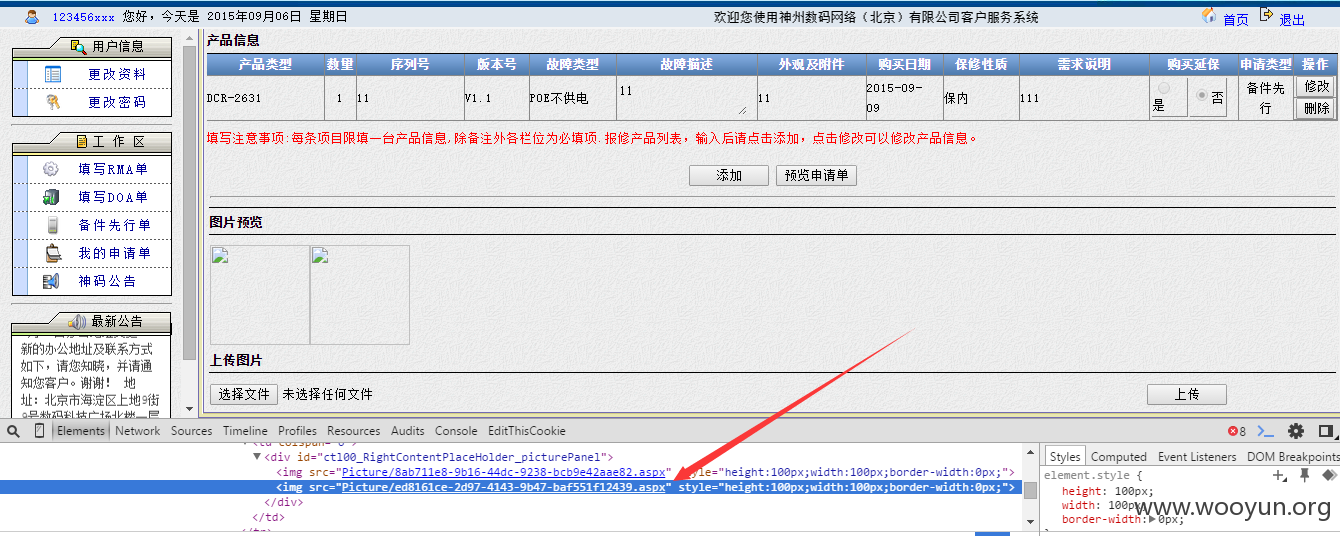 123456xxx 您好，今天是 2015年09月06日 星期日
欢迎您使用神州数码网络（北京）有限公司客户服务系统
首页 退出
用户信息
更改资料
更改密码
工 作 区
填写RMA单
填写DOA单
备件先行单
我的申请单
神码公告
最新公告
新的办公地址及联系方式
如下，请您知晓，并请通
知您客户。谢谢！ 地
址：北京市海淀区上地9街
9号数码科技广场北楼一层
产品信息
产品类型 数量 序列号 版本号 故障类型 故障描述 外观及附件 购买日期 保修性质 需求说明 购买延保 申请类型 操作
DCR-2631 1 11 V1.1 POE不供电 11 11 2015-09-09 保内 111 是 否 备件先行 修改 删除
填写注意事项:每条项目限填一台产品信息,除备注外各栏位为必填项.报修产品列表，输入后请点击添加，点击修改可以修改产品信息。
添加 预览申请单
图片预览
上传图片
选择文件 未选择任何文件 上传
Elements Network Sources Timeline Profiles Resources Audits Console EditThisCookie 8
<div id="ctl00_RightContentPlaceHolder_picturePanel">
<img src="Picture/8ab711e8-9b16-44dc-9238-bcb9e42aae82.aspx" style="height:100px;width:100px;border-width:0px;">
<img src="Picture/ed8161ce-2d97-4143-9b47-baf551f12439.aspx" style="height:100px;width:100px;border-width:0px;">
</div>
</td>
Styles Computed Event Listeners DOM Breakpoints
element.style {
height: 100px;
width: 100px;
border-width: 0px;
www.wooyun.org